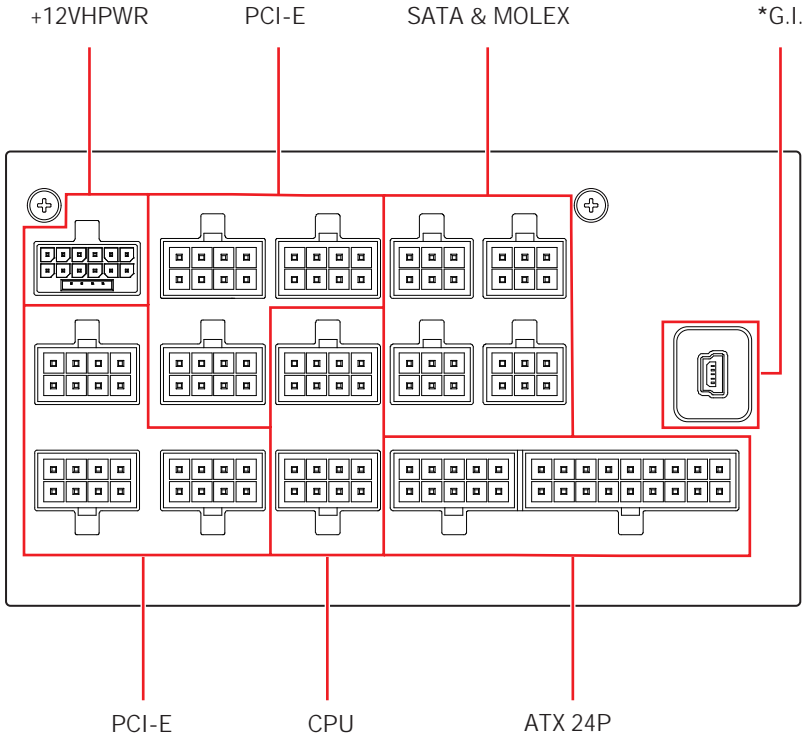 +12VHPWR PCI-E SATA & MOLEX *G.I.
PCI-E CPU ATX 24P